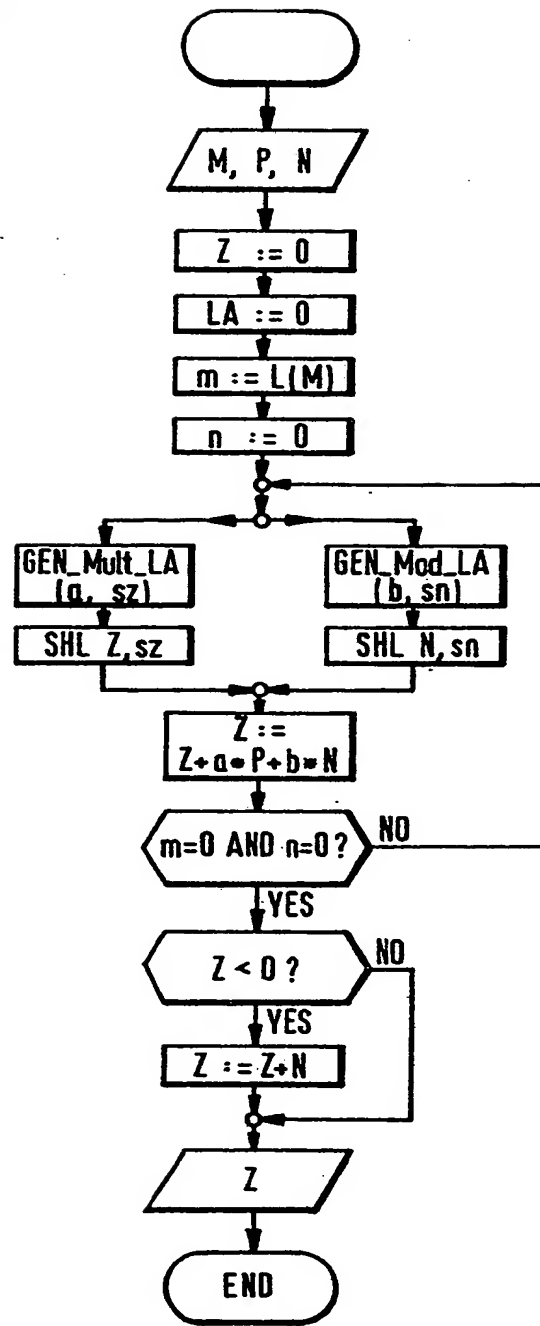 M, P, N
Z := 0
LA := 0
m := L(M)
n := 0
GEN_Mult_LA
(a, sz)
GEN_Mod_LA
(b, sn)
SHL Z,sz
SHL N,sn
Z :=
Z+a*P+b*N
m=0 AND n=0?
NO
YES
Z < 0?
NO
YES
Z := Z+N
Z
END